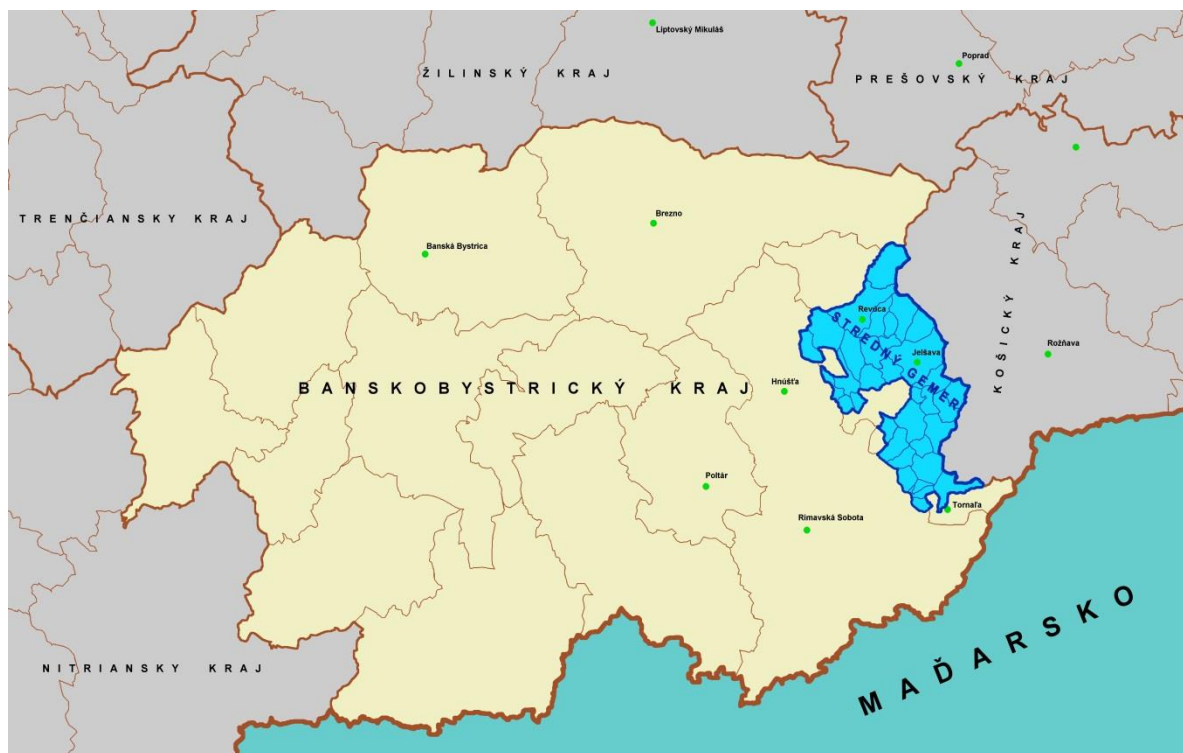 Liptovský Mikuláš
Poprad
ŽILINSKÝ KRAJ
PREŠOVSKÝ KRAJ
TRENČIANSKY KRAJ
Brezno
Banská Bystrica
KOŠICKÝ KRAJ
Revúca
STREDNÝ GEMER
Jelšava
Rožňava
Hnúšťa
BANSKOBYSTRICKÝ KRAJ
Poltár
Tornaľa
Rimavská Sobota
MAĎARSKO
NITRIANSKY KRAJ